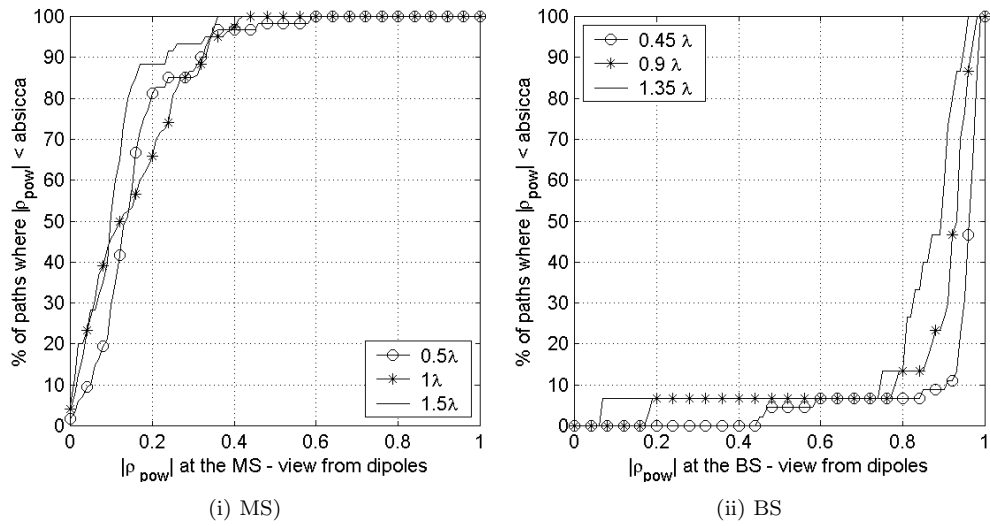 % of paths where |ρpow| < absicca
100
90
80
70
60
50
40
30
20
10
0
0 0.2 0.4 0.6 0.8 1
0.5λ
1λ
1.5λ
|ρpow| at the MS - view from dipoles
(i) MS)
% of paths where |ρpow| < absicca
100
90
80
70
60
50
40
30
20
10
0
0 0.2 0.4 0.6 0.8 1
0.45 λ
0.9 λ
1.35 λ
|ρpow| at the BS - view from dipoles
(ii) BS